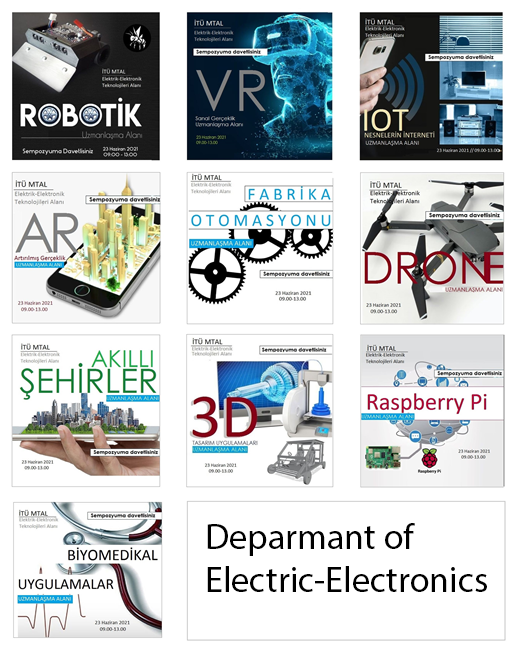 İTÜ MTAL
Elektrik-Elektronik
Teknolojileri Alanı
ROBOTİK
Uzmanlaşma Alanı
Sempozyuma Davetlisiniz
23 Haziran 2021
09:00 - 13:00
Sempozyuma davetlisiniz
İTÜ MTAL
Elektrik-Elektronik
Teknolojileri Alanı
VR
Sanal Gerçeklik
Uzmanlaşma Alanı
23 Haziran 2021
09.00-13.00
İTÜ MTAL
Elektrik-Elektronik
Teknolojileri Alanı
Sempozyuma davetlisiniz
IOT
NESNELERİN İNTERNETİ
UZMANLAŞMA ALANI
23 Haziran 2021 // 09.00-13.00
İTÜ MTAL
Elektrik-Elektronik
Teknolojileri Alanı
Sempozyuma davetlisiniz
AR
Artırılmış Gerçeklik
UZMANLAŞMA ALANI
23 Haziran 2021
09.00-13.00
İTÜ MTAL
Elektrik-Elektronik
Teknolojileri Alanı
FABRİKA
OTOMASYONU
UZMANLAŞMA ALANI
Sempozyuma davetlisiniz
23 Haziran 2021
09.00-13.00
İTÜ MTAL
Elektrik-Elektronik
Teknolojileri Alanı
Sempozyuma davetlisiniz
DRONE
UZMANLAŞMA ALANI
23 Haziran 2021
09.00-13.00
İTÜ MTAL
Elektrik-Elektronik
Teknolojileri Alanı
Sempozyuma davetlisiniz
AKILLI
ŞEHİRLER
UZMANLAŞMA ALANI
23 Haziran 2021
09.00-13.00
İTÜ MTAL
Elektrik-Elektronik
Teknolojileri Alanı
Sempozyuma davetlisiniz
3D
TASARIM UYGULAMALARI
UZMANLAŞMA ALANI
23 Haziran 2021
09.00-13.00
İTÜ MTAL
Elektrik-Elektronik
Teknolojileri Alanı
Sempozyuma davetlisiniz
Raspberry Pi
UZMANLAŞMA ALANI
23 Haziran 2021
09.00-13.00
Raspberry Pi
İTÜ MTAL
Elektrik-Elektronik
Teknolojileri Alanı
Sempozyuma davetlisiniz
BİYOMEDİKAL
UYGULAMALAR
UZMANLAŞMA ALANI
23 Haziran 2021
09.00-13.00
Deparmant of
Electric-Electronics